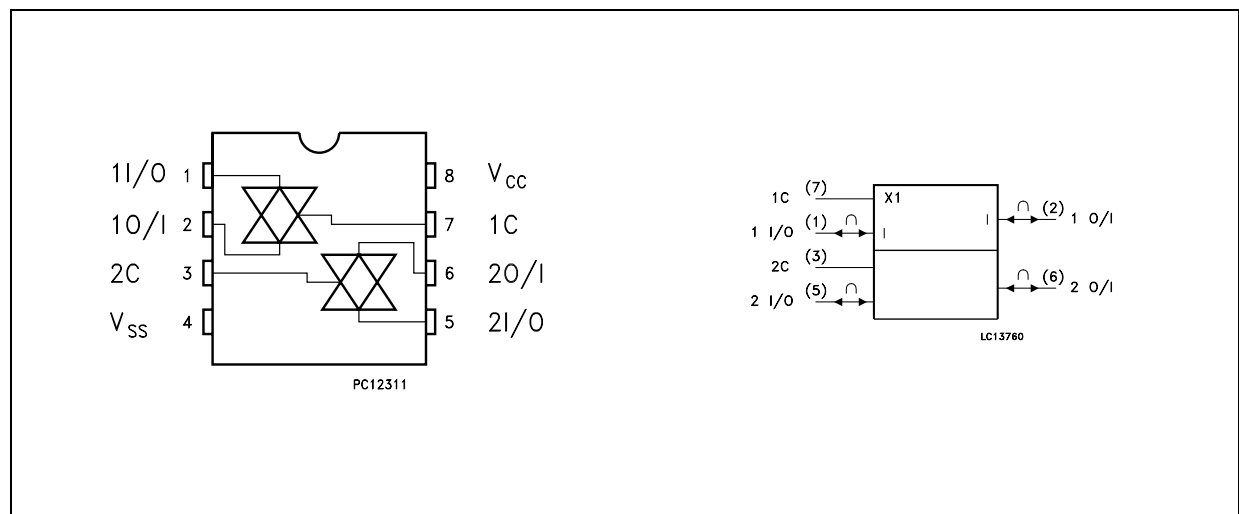 1I/O 1
1O/I 2
2C 3
VSS 4
8 VCC
7 1C
6 2O/I
5 2I/O
PC12311
1C (7)
1 I/O (1)
2C (3)
2 I/O (5)
X1
I
I
∩
∩
∩
∩
(2) 1 O/I
(6) 2 O/I
LC13760